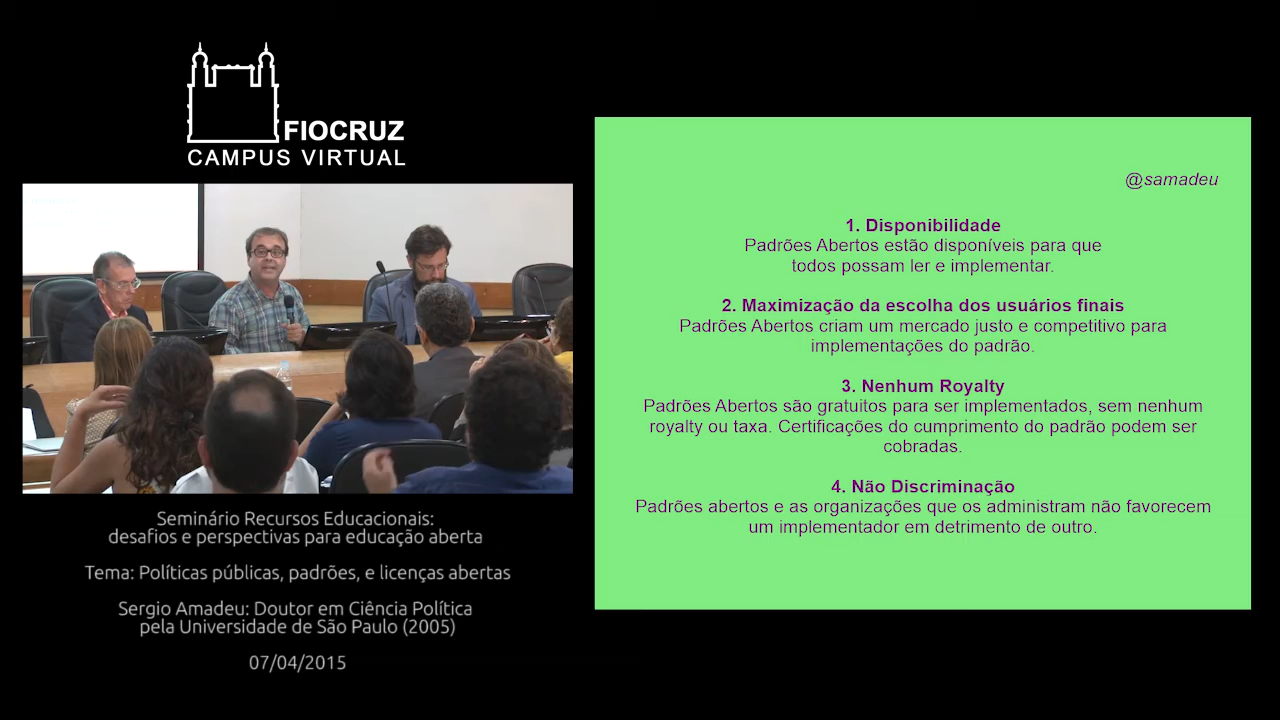 FIOCRUZ
CAMPUS VIRTUAL
Seminário Recursos Educacionais:
desafios e perspectivas para educação aberta
Tema: Políticas públicas, padrões, e licenças abertas
Sergio Amadeu: Doutor em Ciência Política
pela Universidade de São Paulo (2005)
07/04/2015
@samadeu
1. Disponibilidade
Padrões Abertos estão disponíveis para que
todos possam ler e implementar.
2. Maximização da escolha dos usuários finais
Padrões Abertos criam um mercado justo e competitivo para
implementações do padrão.
3. Nenhum Royalty
Padrões Abertos são gratuitos para ser implementados, sem nenhum
royalty ou taxa. Certificações do cumprimento do padrão podem ser
cobradas.
4. Não Discriminação
Padrões abertos e as organizações que os administram não favorecem
um implementador em detrimento de outro.